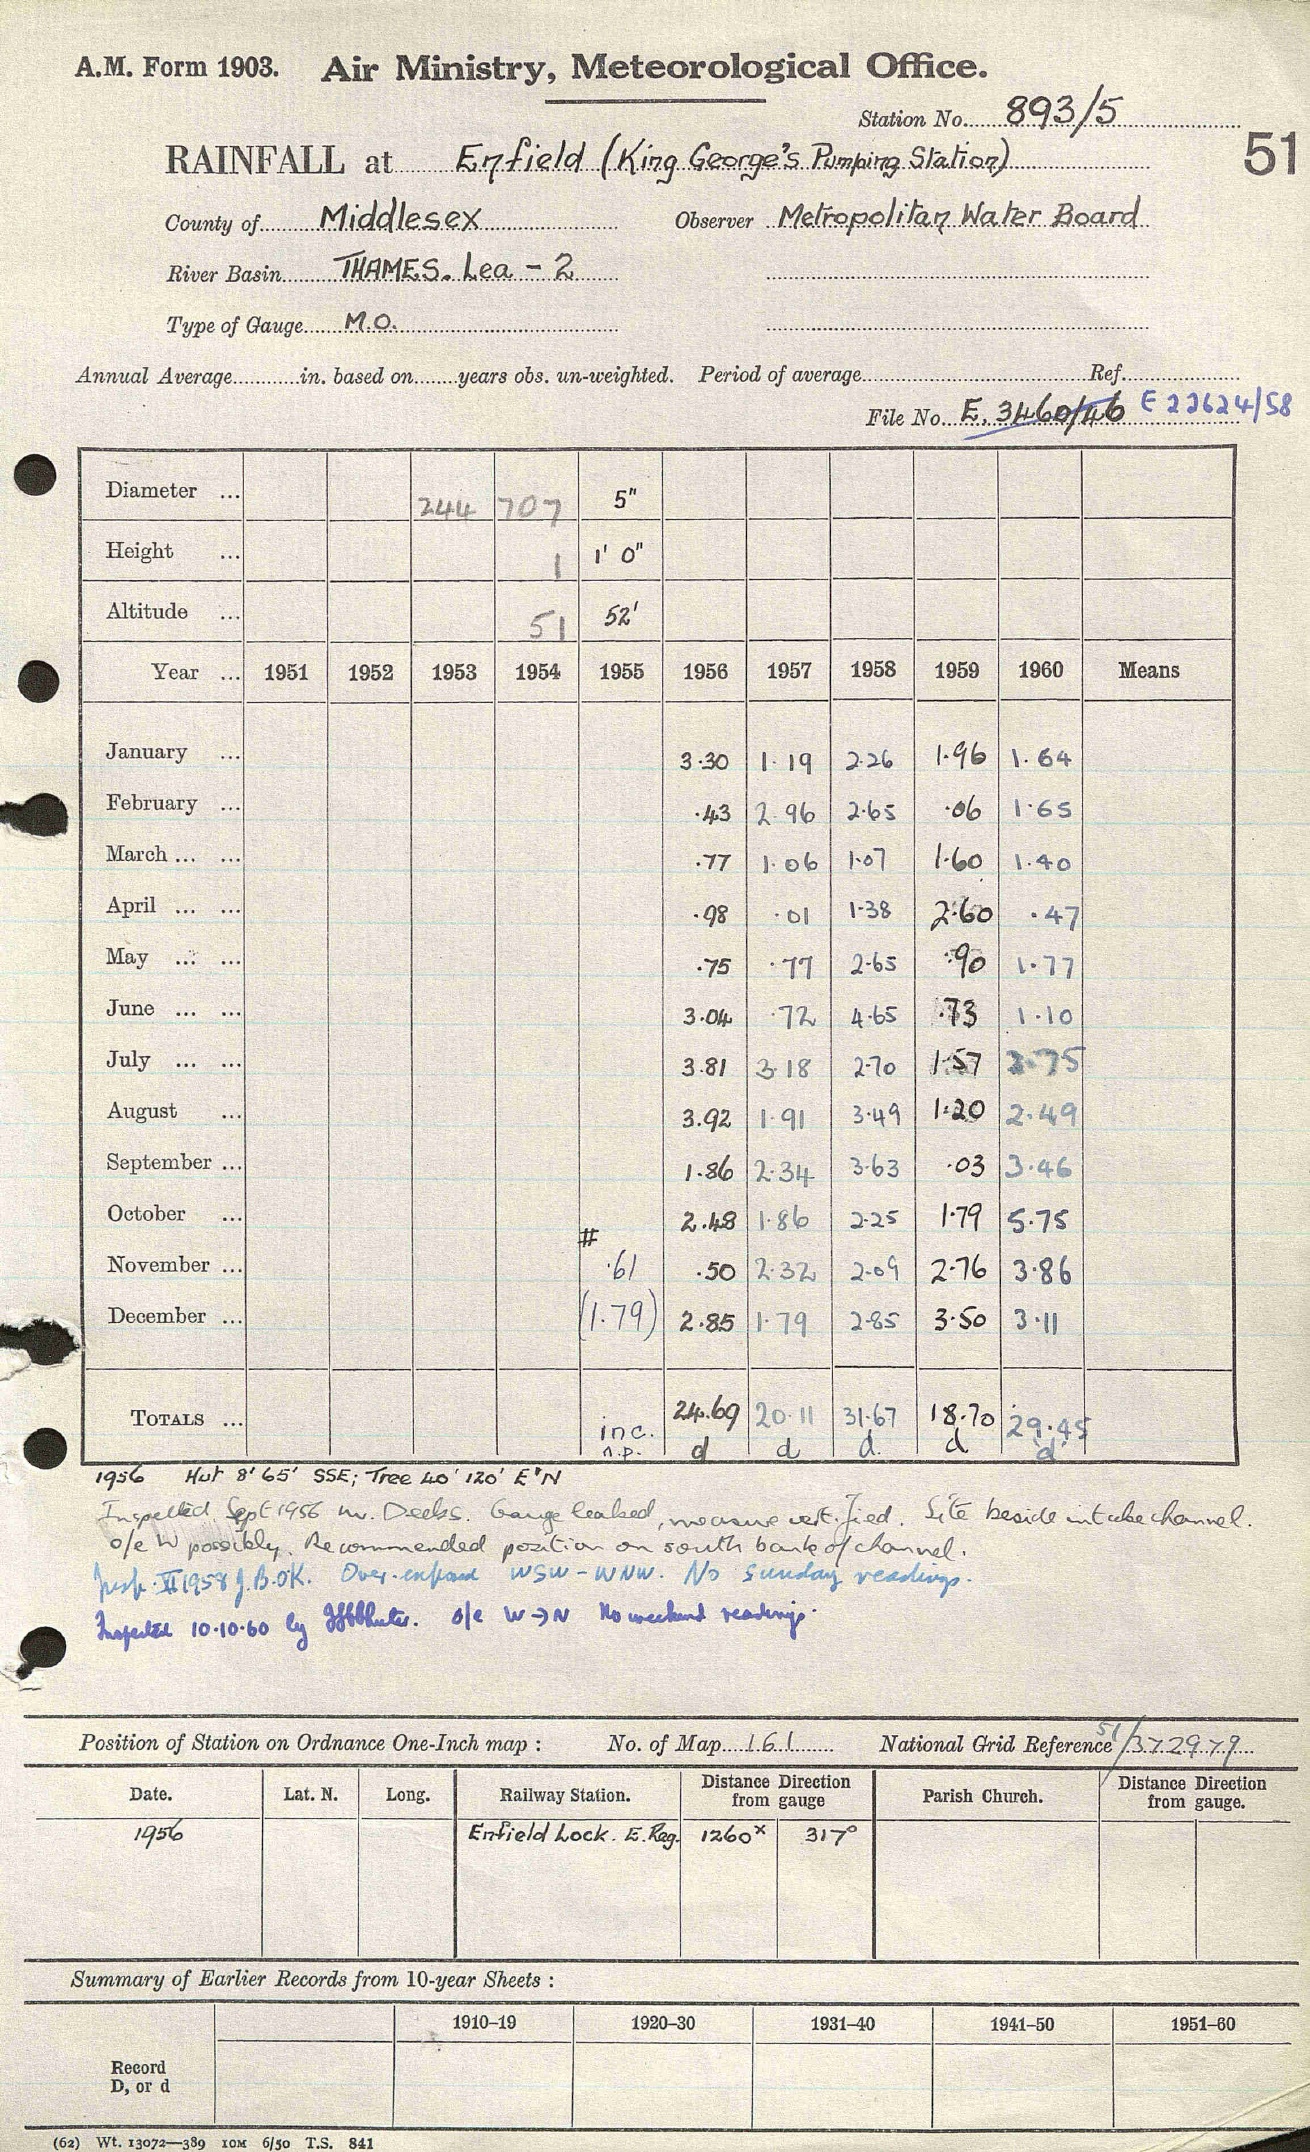 A.M. Form 1903. Air Ministry, Meteorological Office.
Station No. 893/5
RAINFALL at Enfield (King George's Pumping Station) 51
County of Middlesex Observer Metropolitan Water Board
River Basin THAMES. Lea - 2
Type of Gauge M.O.
Annual Average in. based on years obs. un-weighted. Period of average Ref.
File No. E. 3460/46 E 22624/58
Diameter ... 244 707 5"
Height ... 1 1' 0"
Altitude ... 51 52'
Year ... 1951 1952 1953 1954 1955 1956 1957 1958 1959 1960 Means
January ... 3.30 1.19 2.26 1.96 1.64
February ... .43 2.96 2.65 .06 1.65
March ... ... .77 1.06 1.07 1.60 1.40
April ... ... .98 .01 1.38 2.60 .47
May ... ... .75 .77 2.65 .90 1.77
June ... ... 3.04 .72 4.65 .73 1.10
July ... ... 3.81 3.18 2.70 1.57 2.75
August ... 3.92 1.91 3.49 1.20 2.49
September ... 1.86 2.34 3.63 .03 3.46
October ... 2.48 1.86 2.25 1.79 5.75
#
November ... .61 .50 2.32 2.09 2.76 3.86
December ... (1.79) 2.85 1.79 2.85 3.50 3.11
TOTALS ... inc. 24.69 20.11 31.67 18.70 29.45
n.p. d d d. d d
1956 Hut 8' 65' SSE; Tree 40' 120' E'N
Inspected Sept 1956 Mr. Deeks. Gauge leaked, measure verified. Site beside intake channel.
o/e W possibly. Recommended position on south bank of channel.
Insp. VI 1958 J.B.OK. Over-exposed WSW - WNW. No Sunday readings.
Inspected 10.10.60 by o/e W → N No weekend readings.
Position of Station on Ordnance One-Inch map : No. of Map 161 National Grid Reference 51/372979
Date. Lat. N. Long. Railway Station. Distance Direction from gauge Parish Church. Distance Direction from gauge.
1956 Enfield Lock. E.Reg. 1260x 317°
Summary of Earlier Records from 10-year Sheets :
1910–19 1920–30 1931–40 1941–50 1951–60
Record
D, or d
(62) Wt. 13072—389 10M 6/50 T.S. 841